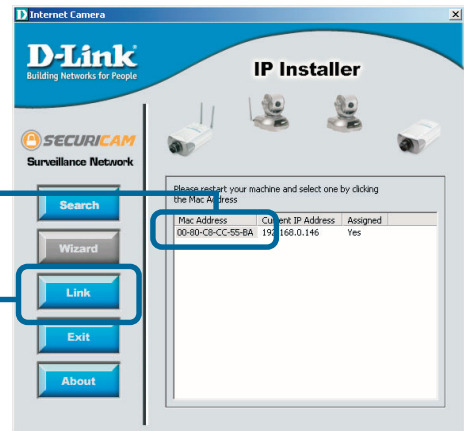 Internet Camera
D-Link
Building Networks for People
IP Installer
SECURICAM
Surveillance Network
Please restart your machine and select one by clicking
the Mac Address
Mac Address Current IP Address Assigned
00-80-C8-CC-55-BA 192.168.0.146 Yes
Search
Wizard
Link
Exit
About